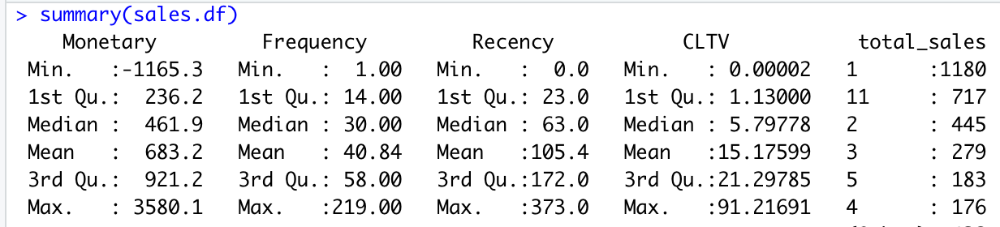 > summary(sales.df)
Monetary Frequency Recency CLTV total_sales
Min. :-1165.3 Min. : 1.00 Min. : 0.0 Min. : 0.00002 1 :1180
1st Qu.: 236.2 1st Qu.: 14.00 1st Qu.: 23.0 1st Qu.: 1.13000 11 : 717
Median : 461.9 Median : 30.00 Median : 63.0 Median : 5.79778 2 : 445
Mean : 683.2 Mean : 40.84 Mean :105.4 Mean :15.17599 3 : 279
3rd Qu.: 921.2 3rd Qu.: 58.00 3rd Qu.:172.0 3rd Qu.:21.29785 5 : 183
Max. : 3580.1 Max. :219.00 Max. :373.0 Max. :91.21691 4 : 176